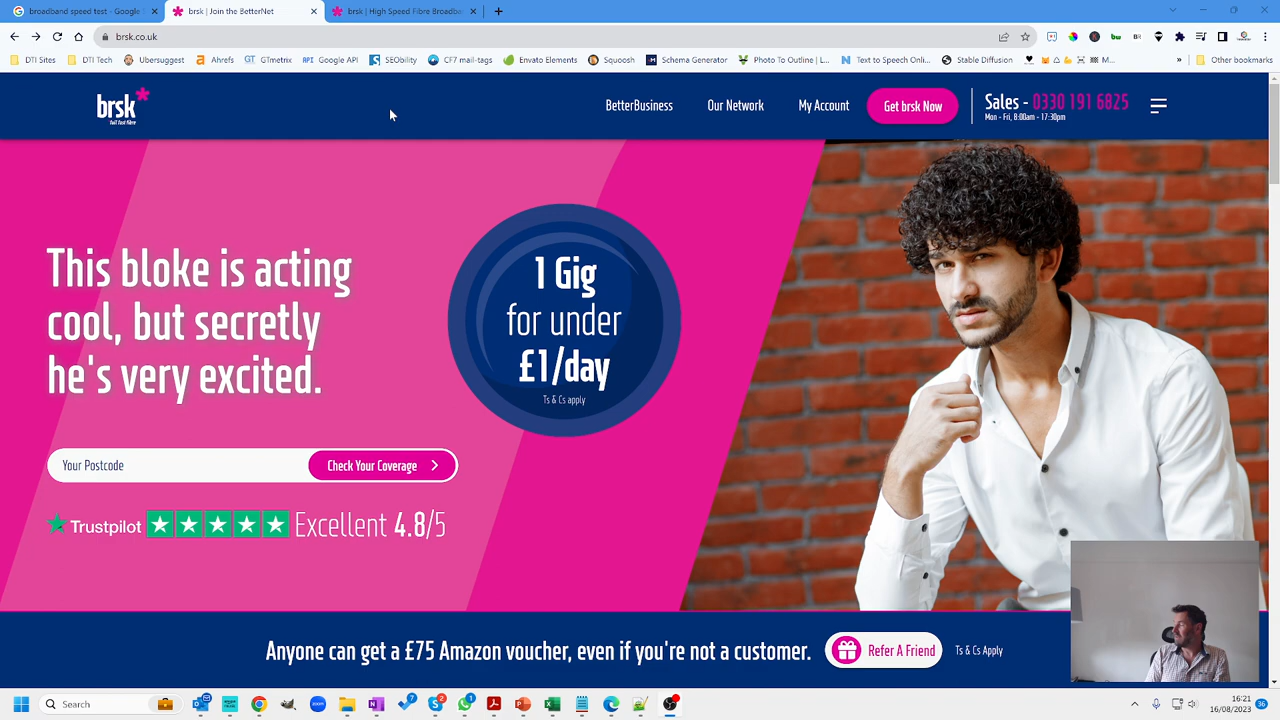 broadband speed test - Google
brsk | Join the BetterNet
brsk | High Speed Fibre Broadba
brsk.co.uk
DTI Sites
DTI Tech
Ubersuggest
Ahrefs
GT GTmetrix
API Google API
SEObility
CF7 mail-tags
Envato Elements
Squoosh
Schema Generator
Photo To Outline | L...
N Text to Speech Onli...
Stable Diffusion
M...
»
Other bookmarks
brsk*
full fast fibre
BetterBusiness
Our Network
My Account
Get brsk Now
Sales - 0330 191 6825
Mon - Fri, 8:00am - 17:30pm
This bloke is acting
cool, but secretly
he's very excited.
1 Gig
for under
£1/day
Ts & Cs apply
Your Postcode
Check Your Coverage
Trustpilot
Excellent 4.8/5
Anyone can get a £75 Amazon voucher, even if you're not a customer.
Refer A Friend
Ts & Cs Apply
Search
16:21
16/08/2023
36